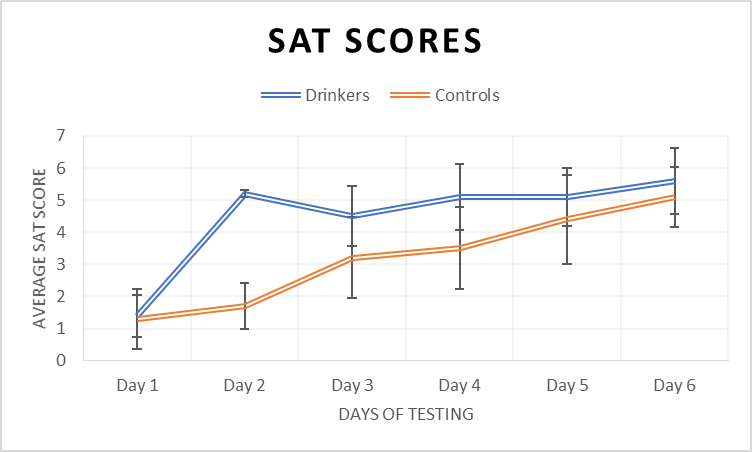 SAT SCORES
Drinkers Controls
AVERAGE SAT SCORE
7
6
5
4
3
2
1
0
Day 1 Day 2 Day 3 Day 4 Day 5 Day 6
DAYS OF TESTING